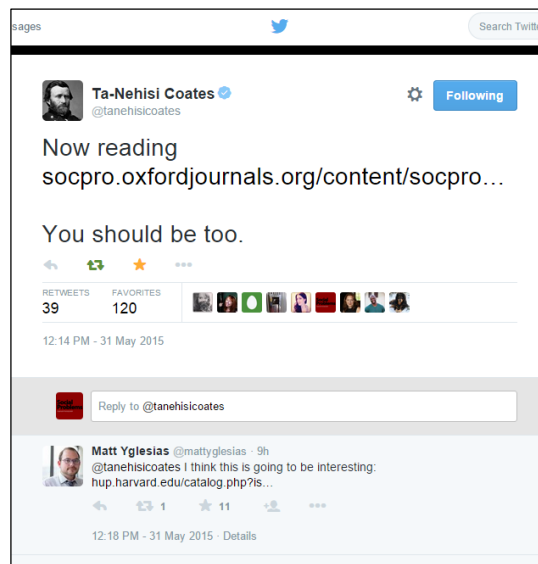 sages
Search Twitte
Ta-Nehisi Coates
@tanehisicoates
Following
Now reading
socpro.oxfordjournals.org/content/socpro…
You should be too.
RETWEETS
39
FAVORITES
120
12:14 PM - 31 May 2015
Reply to @tanehisicoates
Matt Yglesias @mattyglesias · 9h
@tanehisicoates I think this is going to be interesting:
hup.harvard.edu/catalog.php?is…
1
11
12:18 PM - 31 May 2015 · Details